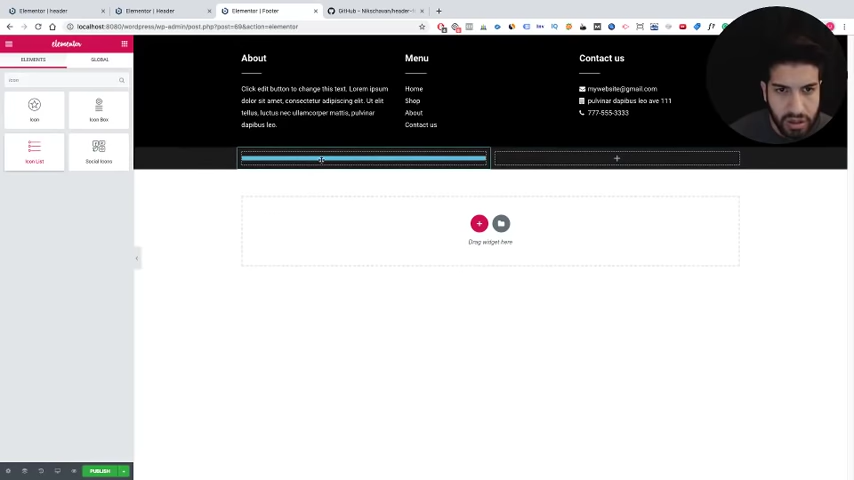 Elementor | header
Elementor | Header
Elementor | Footer
localhost:8080/wordpress/wp-admin/post.php?post=69&action=elementor
elementor
ELEMENTS
GLOBAL
icon
Icon
Icon Box
Icon List
Social Icons
PUBLISH
About
Click edit button to change this text. Lorem ipsum
dolor sit amet, consectetur adipiscing elit. Ut elit
tellus, luctus nec ullamcorper mattis, pulvinar
dapibus leo.
Menu
Home
Shop
About
Contact us
Contact us
mywebsite@gmail.com
pulvinar dapibus leo ave 111
777-555-3333
Drag widget here